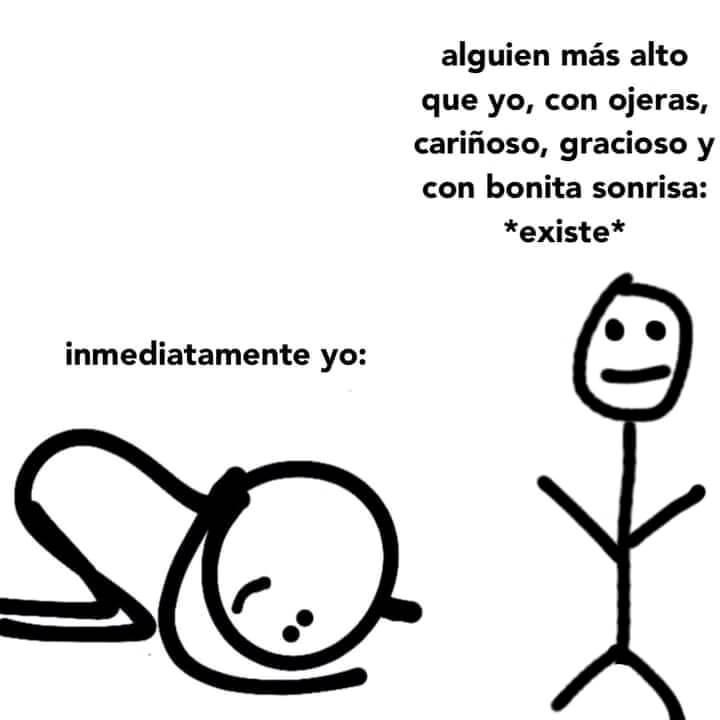 alguien más alto
que yo, con ojeras,
cariñoso, gracioso y
con bonita sonrisa:
*existe*
inmediatamente yo: